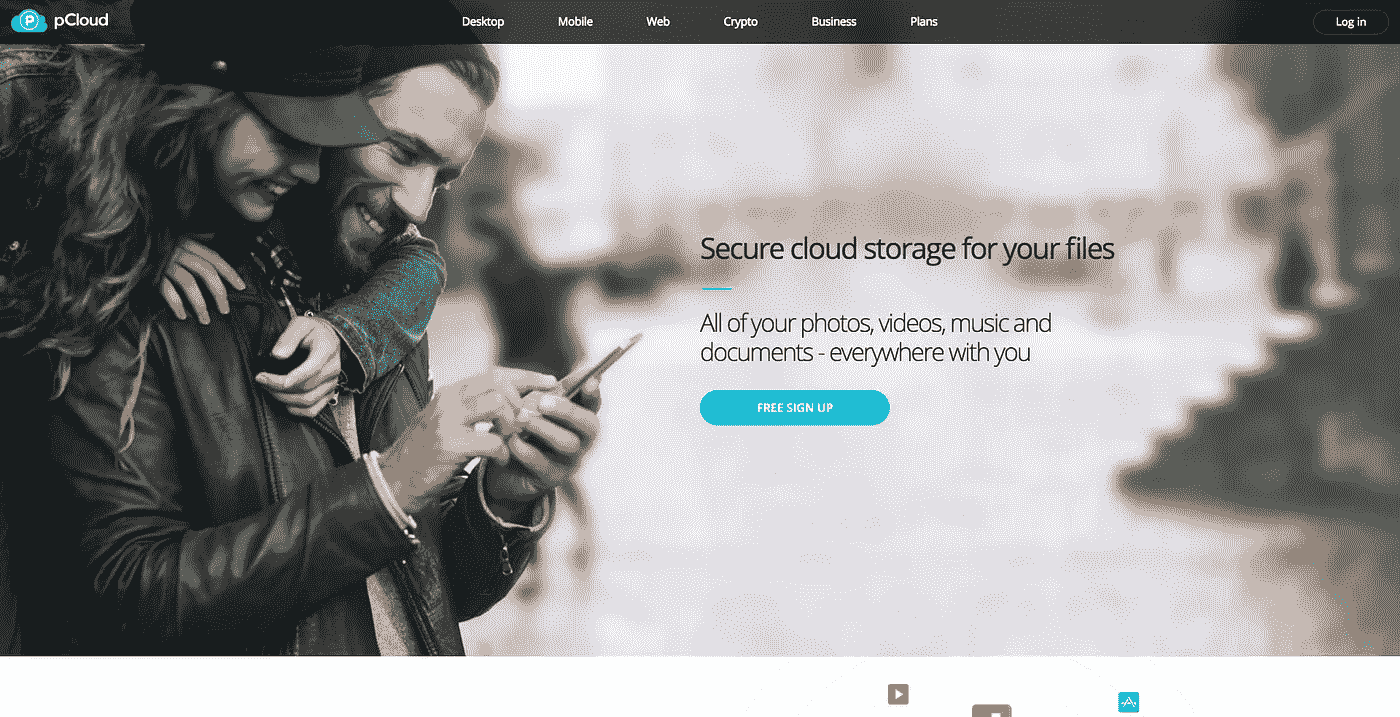 pCloud
Desktop Mobile Web Crypto Business Plans
Log in
Secure cloud storage for your files
All of your photos, videos, music and
documents - everywhere with you
FREE SIGN UP